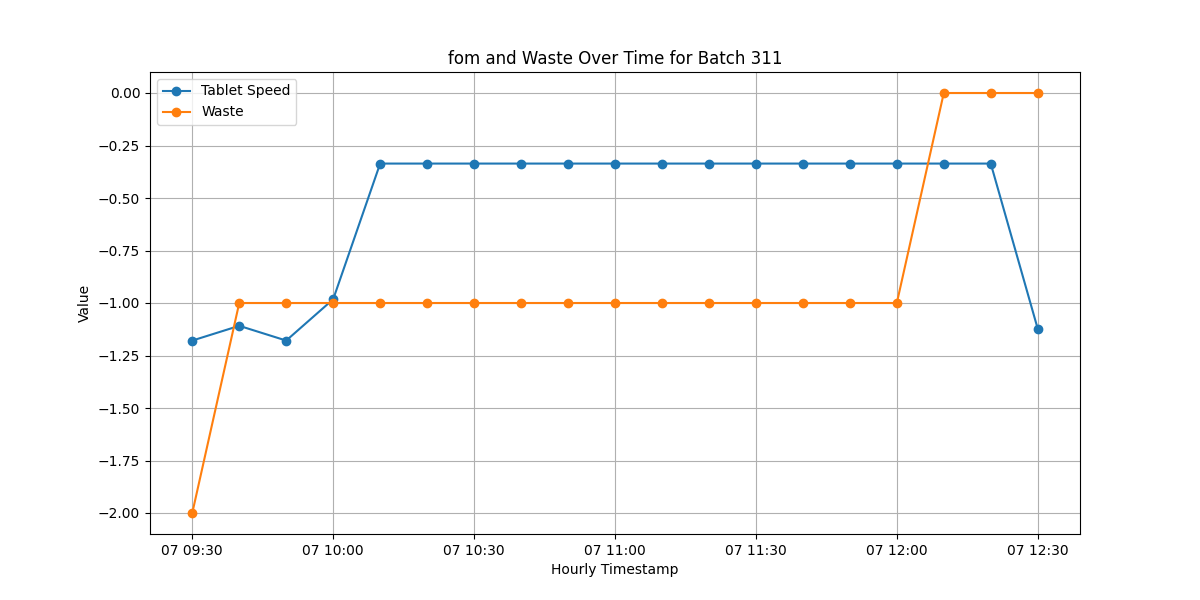 fom and Waste Over Time for Batch 311
Tablet Speed
Waste
0.00
−0.25
−0.50
−0.75
−1.00
−1.25
−1.50
−1.75
−2.00
Value
07 09:30 07 10:00 07 10:30 07 11:00 07 11:30 07 12:00 07 12:30
Hourly Timestamp